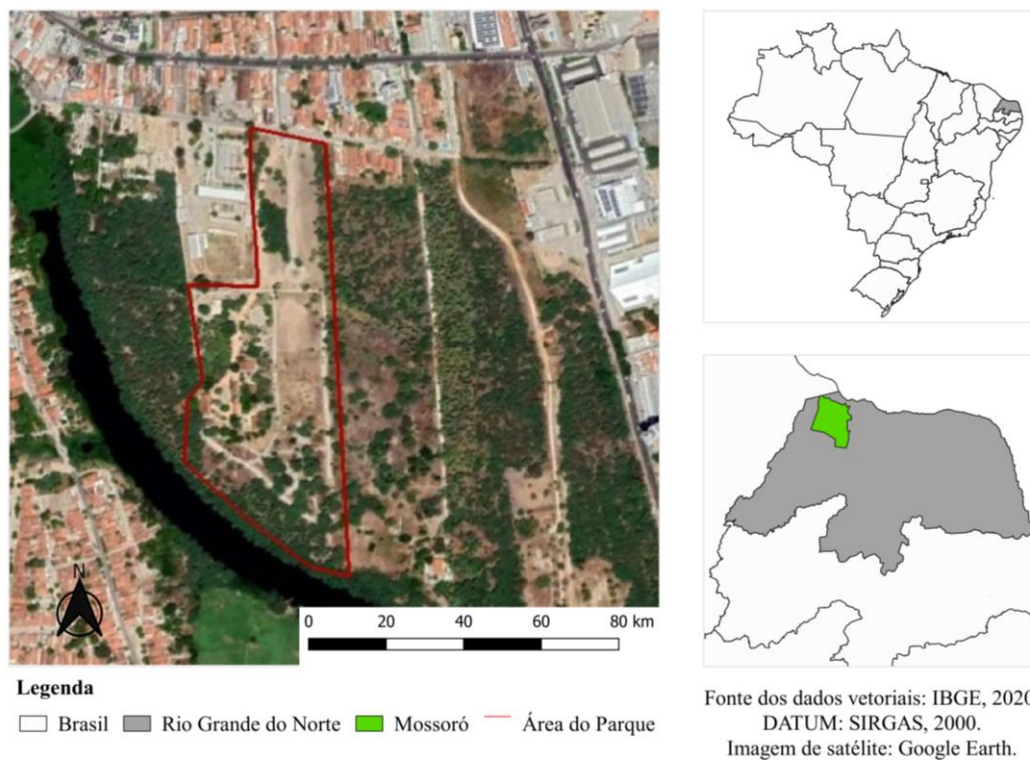 N
0 20 40 60 80 km
Legenda
Brasil Rio Grande do Norte Mossoró Área do Parque
Fonte dos dados vetoriais: IBGE, 2020
DATUM: SIRGAS, 2000.
Imagem de satélite: Google Earth.